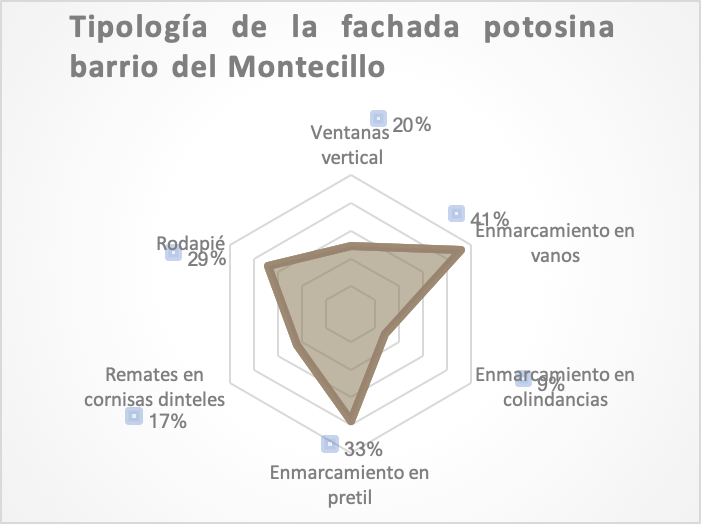 Tipología de la fachada potosina
barrio del Montecillo
20%
Ventanas
vertical
41%
Enmarcamiento en
vanos
Rodapié
29%
Enmarcamiento en
colindancias
9%
Remates en
cornisas dinteles
17%
33%
Enmarcamiento en
pretil